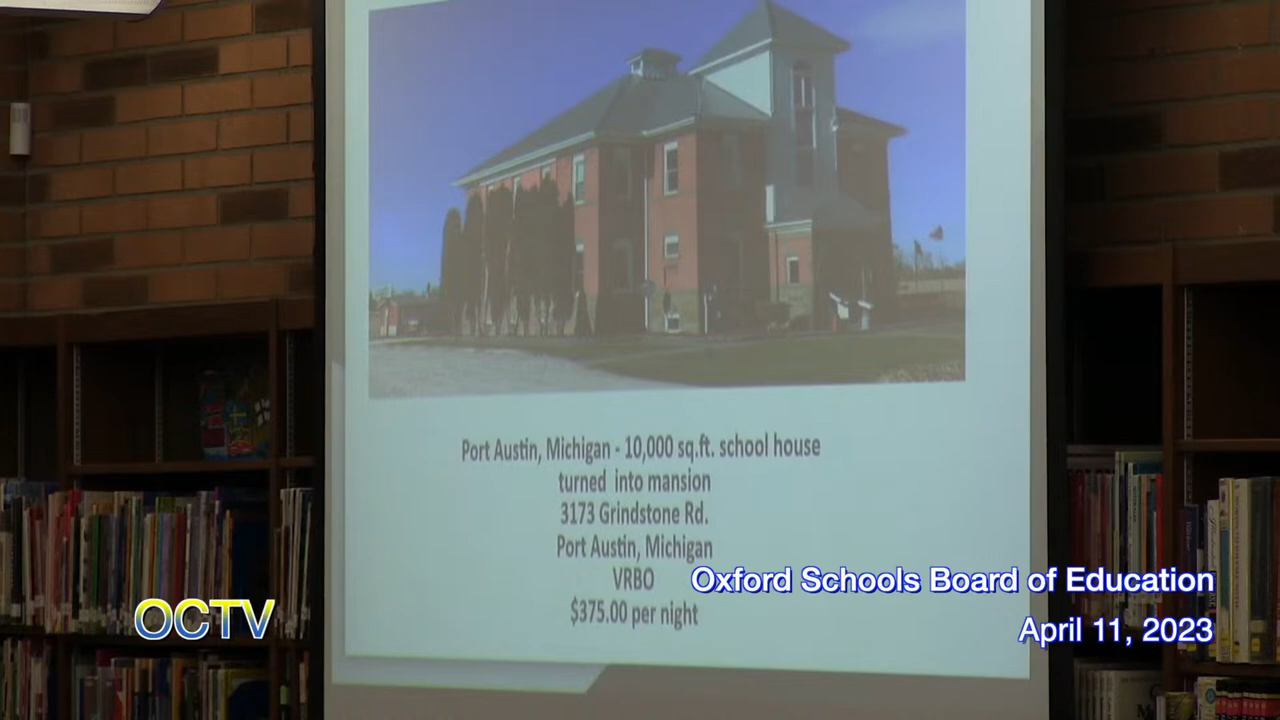 Port Austin, Michigan - 10,000 sq.ft. school house
turned into mansion
3173 Grindstone Rd.
Port Austin, Michigan
VRBO
$375.00 per night
Oxford Schools Board of Education
April 11, 2023
OCTV